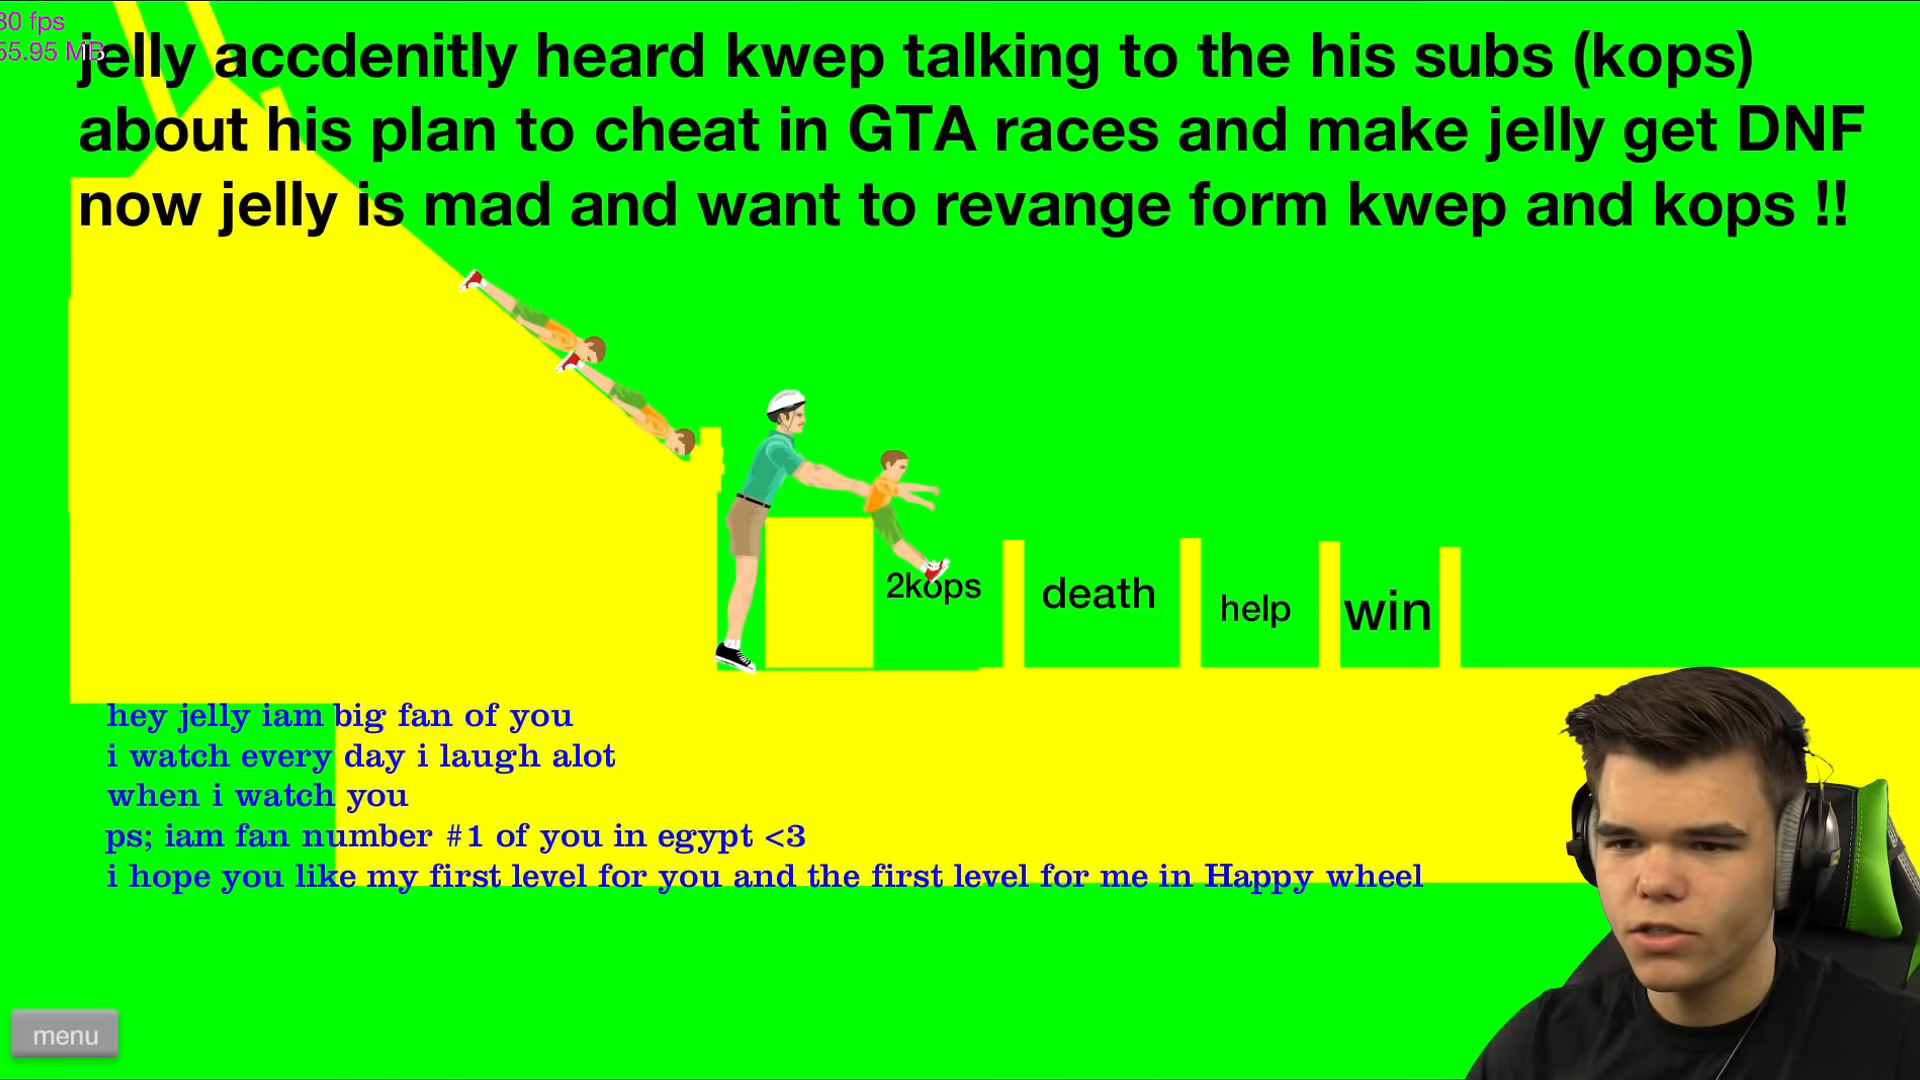 30 fps
55.95 MB
jelly accdenitly heard kwep talking to the his subs (kops)
about his plan to cheat in GTA races and make jelly get DNF
now jelly is mad and want to revange form kwep and kops !!
2kops
death
help
win
hey jelly iam big fan of you
i watch every day i laugh alot
when i watch you
ps; iam fan number #1 of you in egypt <3
i hope you like my first level for you and the first level for me in Happy wheel
menu